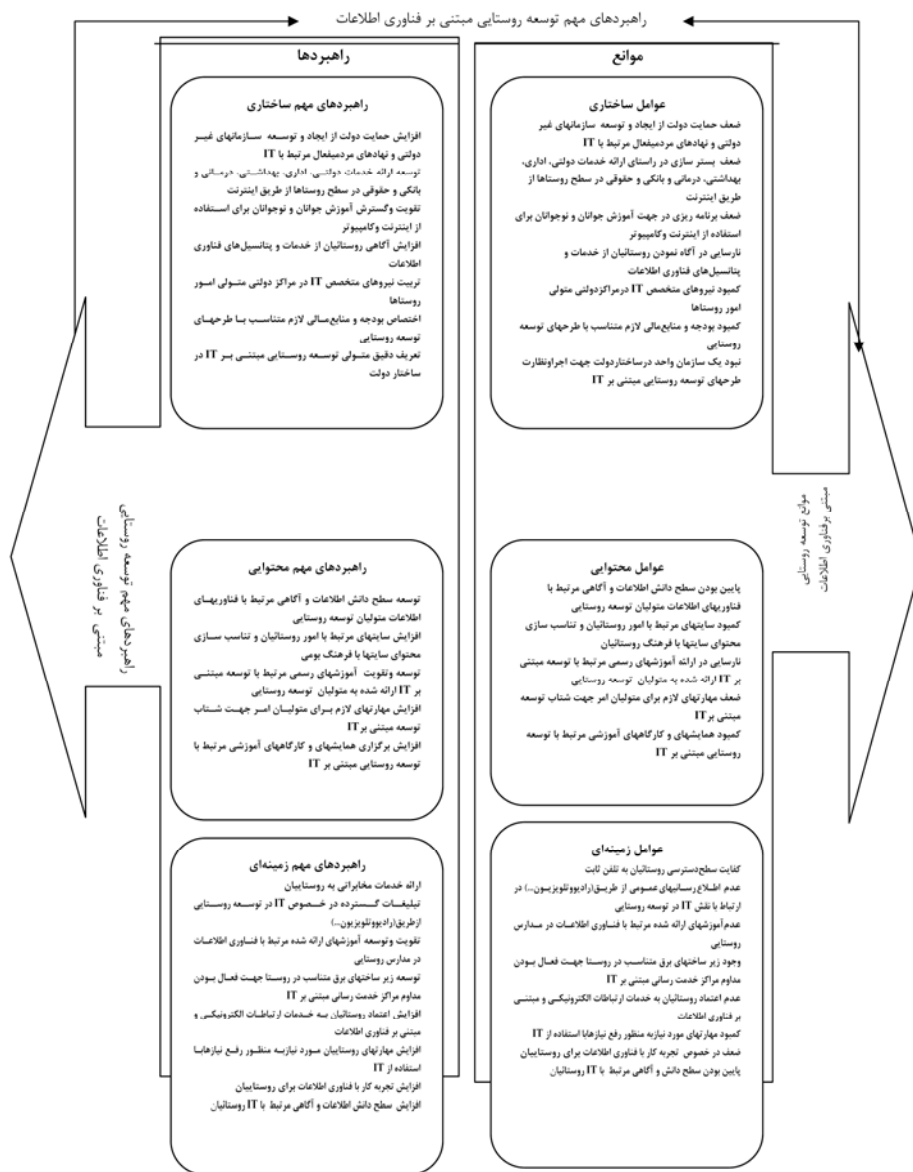 راهبردهای مهم توسعه روستایی مبتنی بر فناوری اطلاعات
موانع
عوامل ساختاری
ضعف حمایت دولت از ایجاد و توسعه سازمانهای غیر
دولتی و نهادهای مردمیفعال مرتبط با IT
ضعف بستر سازی در راستای ارائه خدمات دولتی، اداری،
بهداشتی، درمانی و بانکی و حقوقی در سطح روستاها از
طریق اینترنت
ضعف برنامه ریزی در جهت آموزش جوانان و نوجوانان برای
استفاده از اینترنت وکامپیوتر
نارسایی در آگاه نمودن روستائیان از خدمات و
پتانسیل‌های فناوری اطلاعات
کمبود نیروهای متخصص IT درمراکزدولتی متولی
امور روستاها
کمبود بودجه و منابع‌مالی لازم متناسب با طرحهای توسعه
روستایی
نبود یک سازمان واحد درساختاردولت جهت اجراونظارت
طرحهای توسعه روستایی مبتنی بر IT
عوامل محتوایی
پایین بودن سطح دانش اطلاعات و آگاهی مرتبط با
فناوریهای اطلاعات متولیان توسعه روستایی
کمبود سایتهای مرتبط با امور روستائیان و تناسب سازی
محتوای سایتها با فرهنگ روستائیان
نارسایی در ارائه آموزشهای رسمی مرتبط با توسعه مبتنی
بر IT ارائه شده به متولیان توسعه روستایی
ضعف مهارتهای لازم برای متولیان امر جهت شتاب توسعه
مبتنی برIT
کمبود همایشهای و کارگاههای آموزشی مرتبط با توسعه
روستایی مبتنی بر IT
عوامل زمینه‌ای
کفایت سطح‌دسترسی روستائیان به تلفن ثابت
عدم اطلاع رسانیهای عمومی از طریق(رادیووتلویزیون...) در
ارتباط با نقش IT در توسعه روستایی
عدم‌آموزشهای ارائه شده مرتبط با فناوری اطلاعات در مدارس
روستایی
وجود زیر ساختهای برق متناسب در روستا جهت فعال بودن
مداوم مراکز خدمت رسانی مبتنی بر IT
عدم اعتماد روستائیان به خدمات ارتباطات الکترونیکی و مبتنی
بر فناوری اطلاعات
کمبود مهارتهای مورد نیازبه منظور رفع نیازهابا استفاده از IT
ضعف در خصوص تجربه کار با فناوری اطلاعات برای روستاییان
پایین بودن سطح دانش و آگاهی مرتبط با IT روستائیان
موانع توسعه روستایی
مبتنی برفناوری اطلاعات
راهبردها
راهبردهای مهم ساختاری
افزایش حمایت دولت از ایجاد و توسعه سازمانهای غیر
دولتی و نهادهای مردمیفعال مرتبط با IT
توسعه ارائه خدمات دولتی، اداری، بهداشتی، درمانی و
بانکی و حقوقی در سطح روستاها از طریق اینترنت
تقویت وگسترش آموزش جوانان و نوجوانان برای استفاده
از اینترنت وکامپیوتر
افزایش آگاهی روستائیان از خدمات و پتانسیل‌های فناوری
اطلاعات
تربیت نیروهای متخصص IT در مراکز دولتی متولی امور
روستاها
اختصاص بودجه و منابع‌مالی لازم متناسب با طرحهای
توسعه روستایی
تعریف دقیق متولی توسعه روستایی مبتنی بر IT در
ساختار دولت
راهبردهای مهم محتوایی
توسعه سطح دانش اطلاعات و آگاهی مرتبط با فناوریهای
اطلاعات متولیان توسعه روستایی
افزایش سایتهای مرتبط با امور روستائیان و تناسب سازی
محتوای سایتها با فرهنگ بومی
توسعه وتقویت آموزشهای رسمی مرتبط با توسعه مبتنی
بر IT ارائه شده به متولیان توسعه روستایی
افزایش مهارتهای لازم برای متولیان امر جهت شتاب
توسعه مبتنی برIT
افزایش برگزاری همایشهای و کارگاههای آموزشی مرتبط با
توسعه روستایی مبتنی بر IT
راهبردهای مهم زمینه‌ای
ارائه خدمات مخابراتی به روستاییان
تبلیغات گسترده در خصوص IT در توسعه روستایی
ازطریق(رادیووتلویزیون...)
تقویت وتوسعه آموزشهای ارائه شده مرتبط با فناوری اطلاعات
در مدارس روستایی
توسعه زیر ساختهای برق متناسب در روستا جهت فعال بودن
مداوم مراکز خدمت رسانی مبتنی بر IT
افزایش اعتماد روستائیان به خدمات ارتباطات الکترونیکی و
مبتنی بر فناوری اطلاعات
افزایش مهارتهای روستاییان مورد نیازبه منظور رفع نیازهابا
استفاده از IT
افزایش تجربه کار با فناوری اطلاعات برای روستاییان
افزایش سطح دانش اطلاعات و آگاهی مرتبط با IT روستائیان
راهبردهای مهم توسعه روستایی
مبتنی بر فناوری اطلاعات